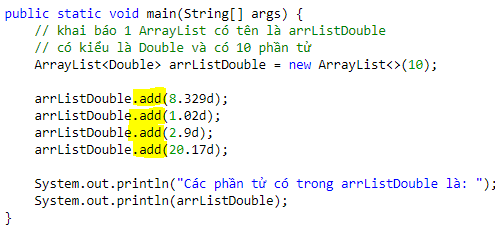 public static void main(String[] args) {
// khai báo 1 ArrayList có tên là arrListDouble
// có kiểu là Double và có 10 phần tử
ArrayList<Double> arrListDouble = new ArrayList<>(10);
arrListDouble.add(8.329d);
arrListDouble.add(1.02d);
arrListDouble.add(2.9d);
arrListDouble.add(20.17d);
System.out.println("Các phần tử có trong arrListDouble là: ");
System.out.println(arrListDouble);
}